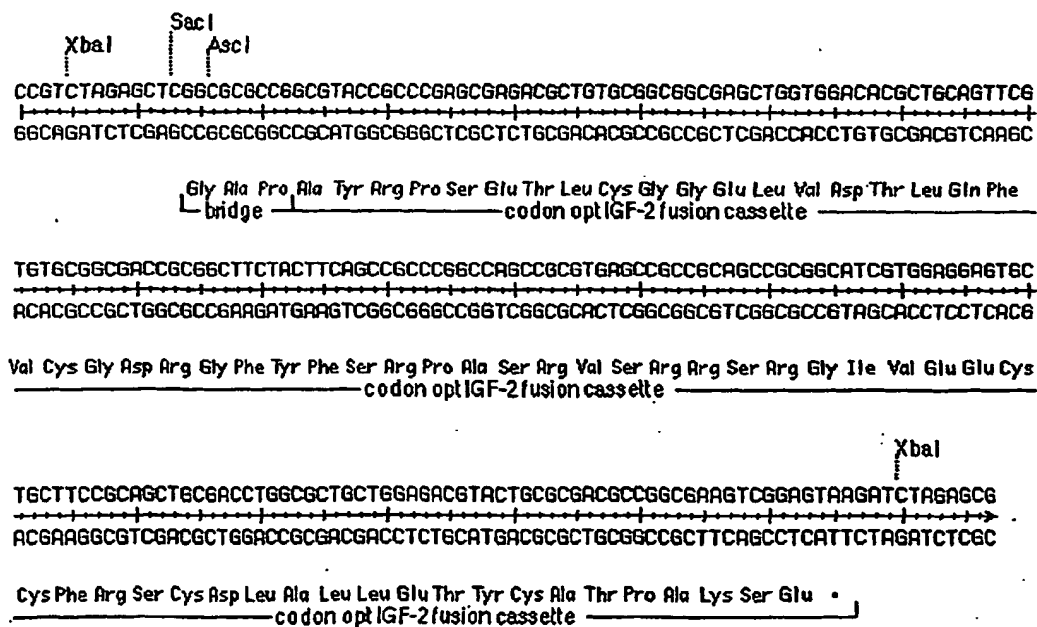 SacI
XbaI AscI
CCGTCTAGAGCTCGGCGCGCCGGCGTACCGCCCGAGCGAGACGCTGTGCGGCGGCGAGCTGGTGGACACGCTGCAGTTCG
GGCAGATCTCGAGCCGCGCGGCCGCATGGCGGGCTCGCTCTGCGACACGCCGCCGCTCGACCACCTGTGCGACGTCAAGC
Gly Ala Pro Ala Tyr Arg Pro Ser Glu Thr Leu Cys Gly Gly Glu Leu Val Asp Thr Leu Gln Phe
bridge codon opt IGF-2 fusion cassette
TGTGCGGCGACCGCGGCTTCTACTTCAGCCGCCCGGCCAGCCGCGTGAGCCGCCGCAGCCGCGGCATCGTGGAGGAGTGC
ACACGCCGCTGGCGCCGAAGATGAAGTCGGCGGGCCGGTCGGCGCACTCGGCGGCGTCGGCGCCGTAGCACCTCCTCACG
Val Cys Gly Asp Arg Gly Phe Tyr Phe Ser Arg Pro Ala Ser Arg Val Ser Arg Arg Ser Arg Gly Ile Val Glu Glu Cys
codon opt IGF-2 fusion cassette
XbaI
TGCTTCCGCAGCTGCGACCTGGCGCTGCTGGAGACGTACTGCGCGACGCCGGCGAAGTCGGAGTAAGATCTAGAGCG
ACGAAGGCGTCGACGCTGGACCGCGACGACCTCTGCATGACGCGCTGCGGCCGCTTCAGCCTCATTCTAGATCTCGC
Cys Phe Arg Ser Cys Asp Leu Ala Leu Leu Glu Thr Tyr Cys Ala Thr Pro Ala Lys Ser Glu •
codon opt IGF-2 fusion cassette